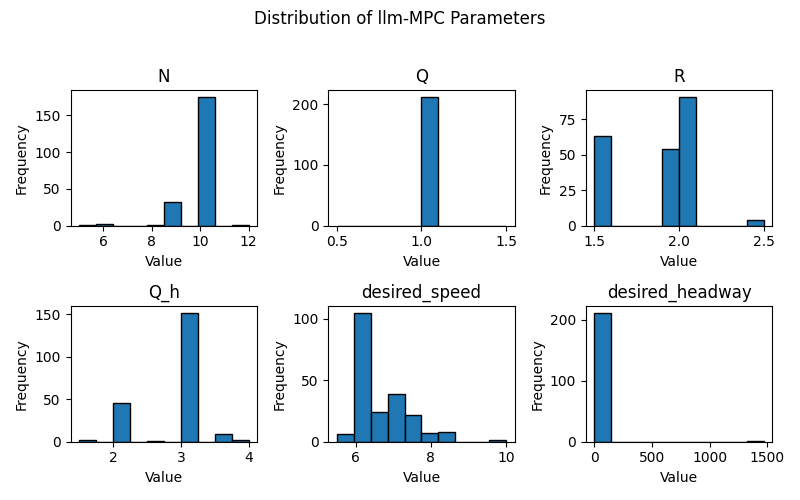 Distribution of llm-MPC Parameters
N
Q
R
Frequency
150
100
50
0
6
8
10
12
Value
Frequency
200
100
0
0.5
1.0
1.5
Value
Frequency
75
50
25
0
1.5
2.0
2.5
Value
Q_h
desired_speed
desired_headway
Frequency
150
100
50
0
2
3
4
Value
Frequency
100
50
0
6
8
10
Value
Frequency
200
100
0
0
500
1000
1500
Value